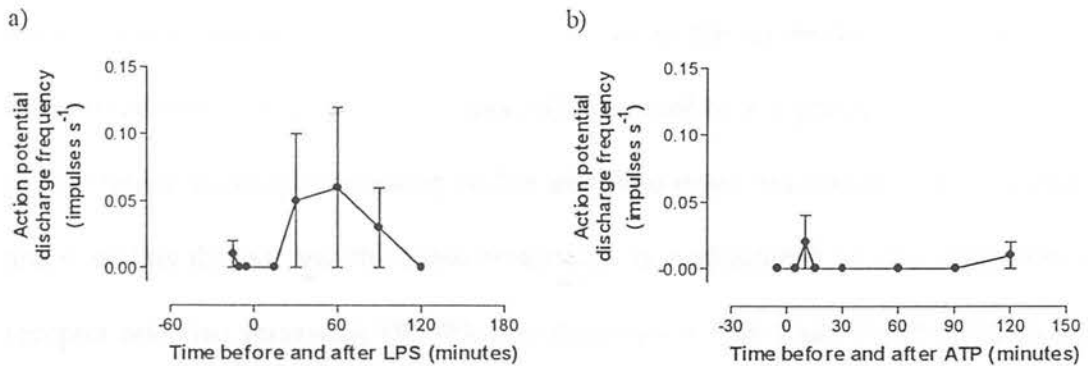 a)
Action potential
discharge frequency
(impulses s⁻¹)
0.15
0.10
0.05
0.00
-60
0
60
120
180
Time before and after LPS (minutes)
b)
Action potential
discharge frequency
(impulses s⁻¹)
0.15
0.10
0.05
-0.00
-30
0
30
60
90
120
150
Time before and after ATP (minutes)